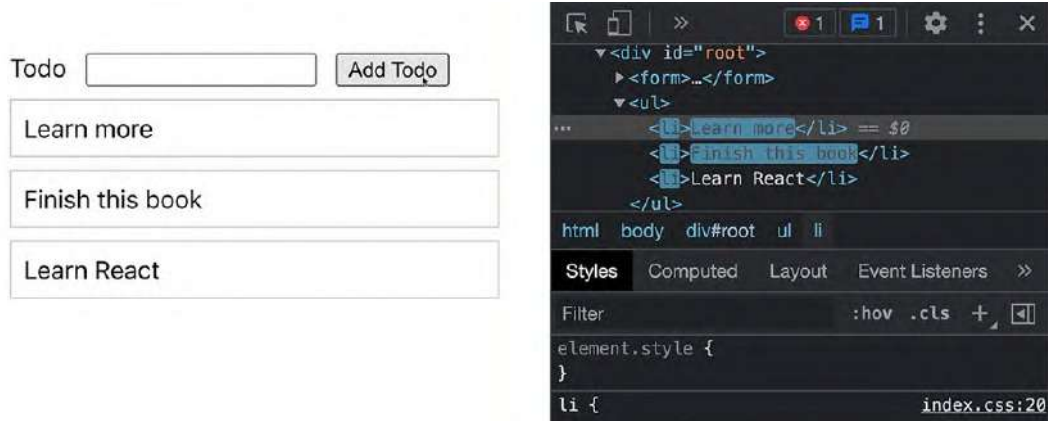 Todo Add Todo
Learn more
Finish this book
Learn React
» 1 1
▼<div id="root">
▶<form>…</form>
▼<ul>
… <li>Learn more</li> == $0
<li>Finish this book</li>
<li>Learn React</li>
</ul>
html body div#root ul li
Styles Computed Layout Event Listeners »
Filter :hov .cls +
element.style {
}
li { index.css:20